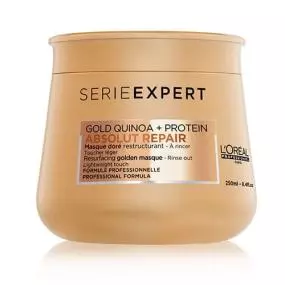 SERIEEXPERT
GOLD QUINOA + PROTEIN
ABSOLUT REPAIR
Masque doré restructurant - À rincer
Toucher léger
Resurfacing golden masque - Rinse out
Lightweight touch
FORMULE PROFESSIONNELLE
PROFESSIONAL FORMULA
L'ORÉAL
PROFESSIONNEL
PARIS
250ml - 8.4fl.oz